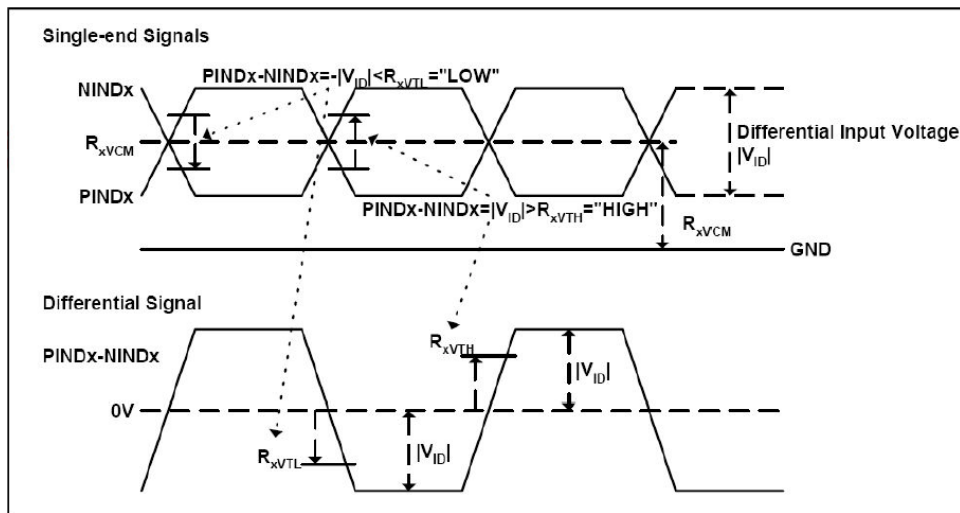 Single-end Signals
PINDx-NINDx=-|VID|<RxVTL="LOW"
NINDx
RxVCM
Differential Input Voltage
|VID|
PINDx
PINDx-NINDx=|VID|>RxVTH="HIGH"
RxVCM
GND
Differential Signal
PINDx-NINDx
RxVTH
|VID|
0V
RxVTL
|VID|